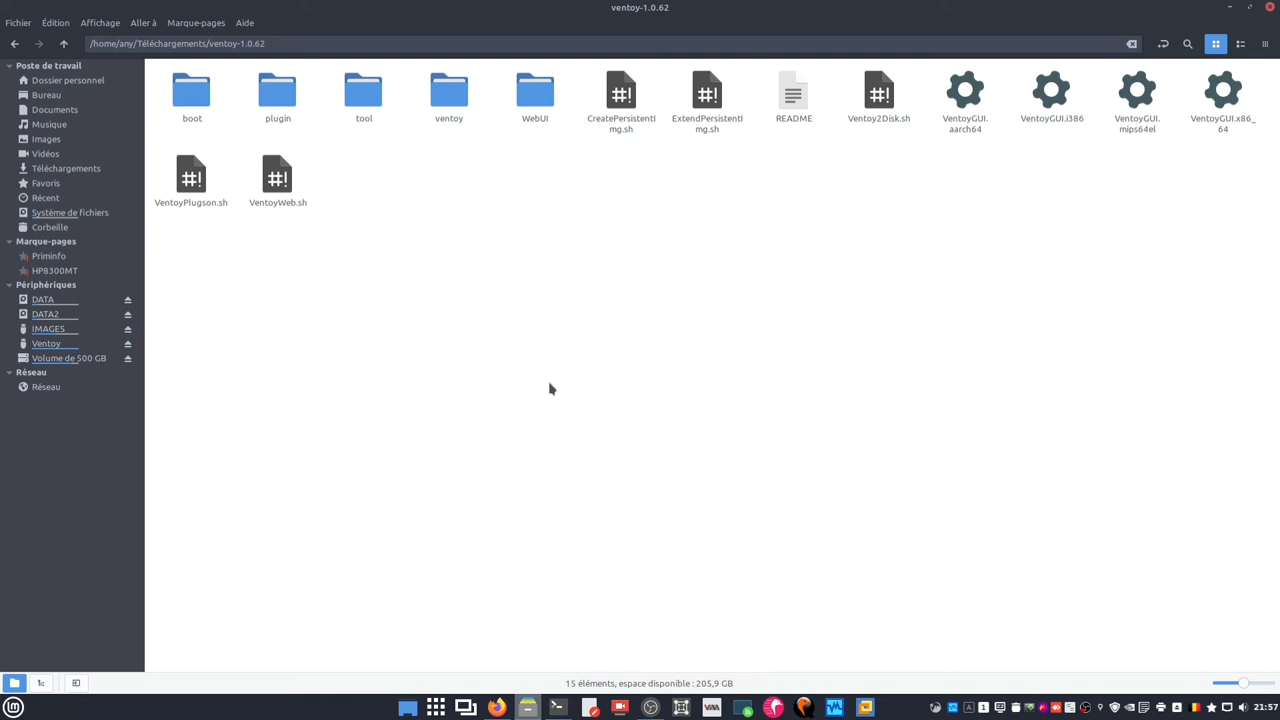 ventoy-1.0.62
Fichier Édition Affichage Aller à Marque-pages Aide
/home/any/Téléchargements/ventoy-1.0.62
Poste de travail
Dossier personnel
Bureau
Documents
Musique
Images
Vidéos
Téléchargements
Favoris
Récent
Système de fichiers
Corbeille
Marque-pages
Priminfo
HP8300MT
Périphériques
DATA
DATA2
IMAGES
Ventoy
Volume de 500 GB
Réseau
Réseau
boot
plugin
tool
ventoy
WebUI
CreatePersistentI
mg.sh
ExtendPersistentI
mg.sh
README
Ventoy2Disk.sh
VentoyGUI.
aarch64
VentoyGUI.i386
VentoyGUI.
mips64el
VentoyGUI.x86_
64
VentoyPlugson.sh
VentoyWeb.sh
15 éléments, espace disponible : 205,9 GB
21:57